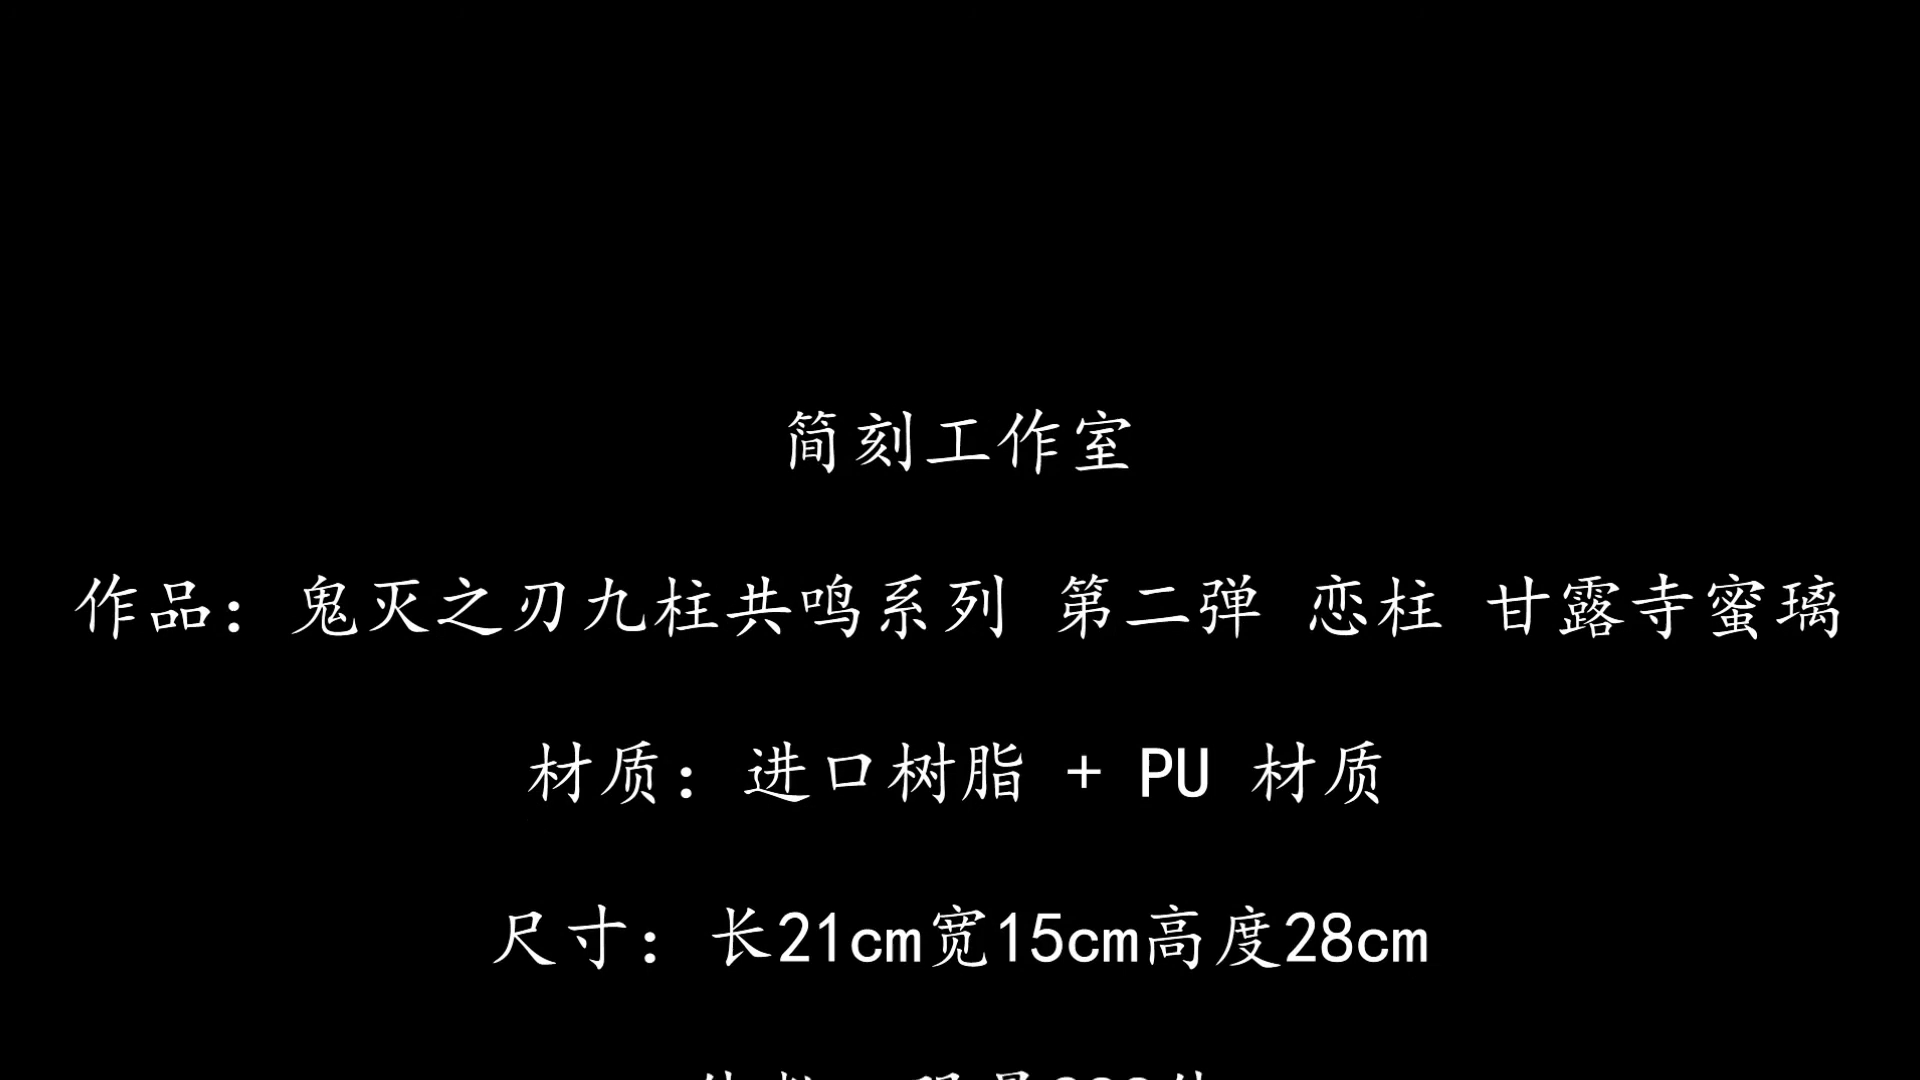 简刻工作室
作品：鬼灭之刃九柱共鸣系列 第二弹 恋柱 甘露寺蜜璃
材质：进口树脂 + PU 材质
尺寸：长21cm宽15cm高度28cm